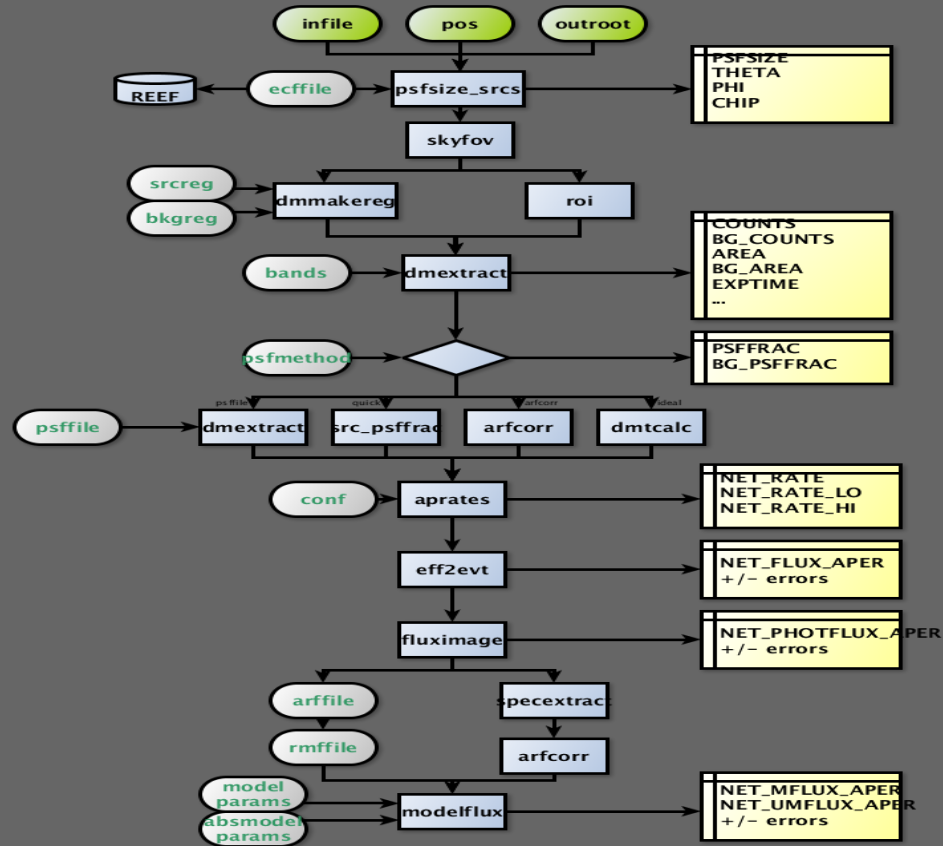 infile
pos
outroot
REEF
ecffile
psfsize_srcs
PSFSIZE
THETA
PHI
CHIP
skyfov
srcreg
bkgreg
dmmakereg
roi
bands
dmextract
COUNTS
BG_COUNTS
AREA
BG_AREA
EXPTIME
...
psfmethod
PSFFRAC
BG_PSFFRAC
psffile
quick
arfcorr
ideal
psffile
dmextract
src_psffrac
arfcorr
dmtcalc
conf
aprates
NET_RATE
NET_RATE_LO
NET_RATE_HI
eff2evt
NET_FLUX_APER
+/- errors
fluximage
NET_PHOTFLUX_APER
+/- errors
arffile
specextract
rmffile
arfcorr
model
params
absmodel
params
modelflux
NET_MFLUX_APER
NET_UMFLUX_APER
+/- errors